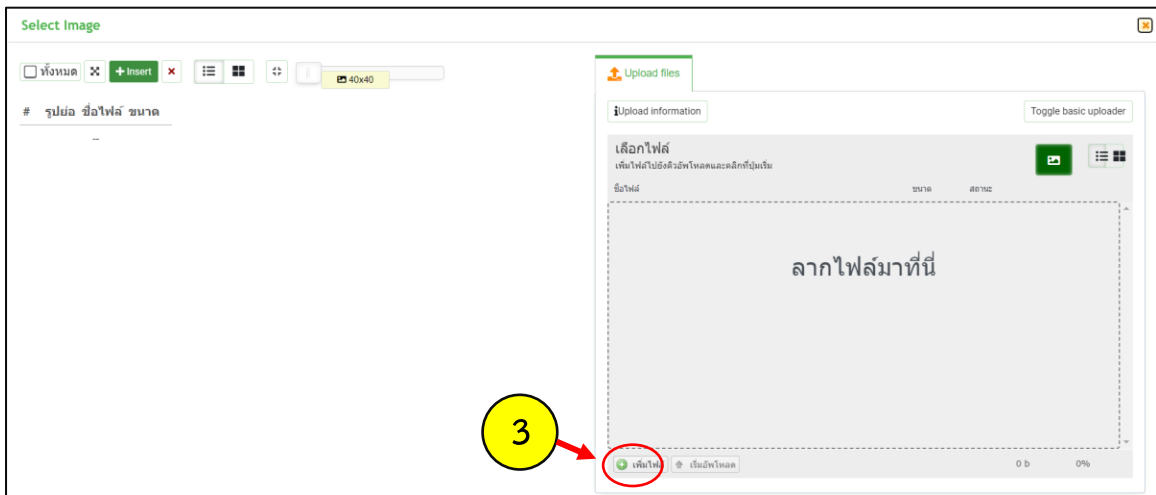 Select Image
ทั้งหมด
Insert
40x40
# รูปย่อ ชื่อไฟล์ ขนาด
--
Upload files
Upload information
Toggle basic uploader
เลือกไฟล์
เพิ่มไฟล์ไปยังคิวอัพโหลดและคลิกที่ปุ่มเริ่ม
ชื่อไฟล์ ขนาด สถานะ
ลากไฟล์มาที่นี่
3
เพิ่มไฟล์ เริ่มอัพโหลด 0 b 0%